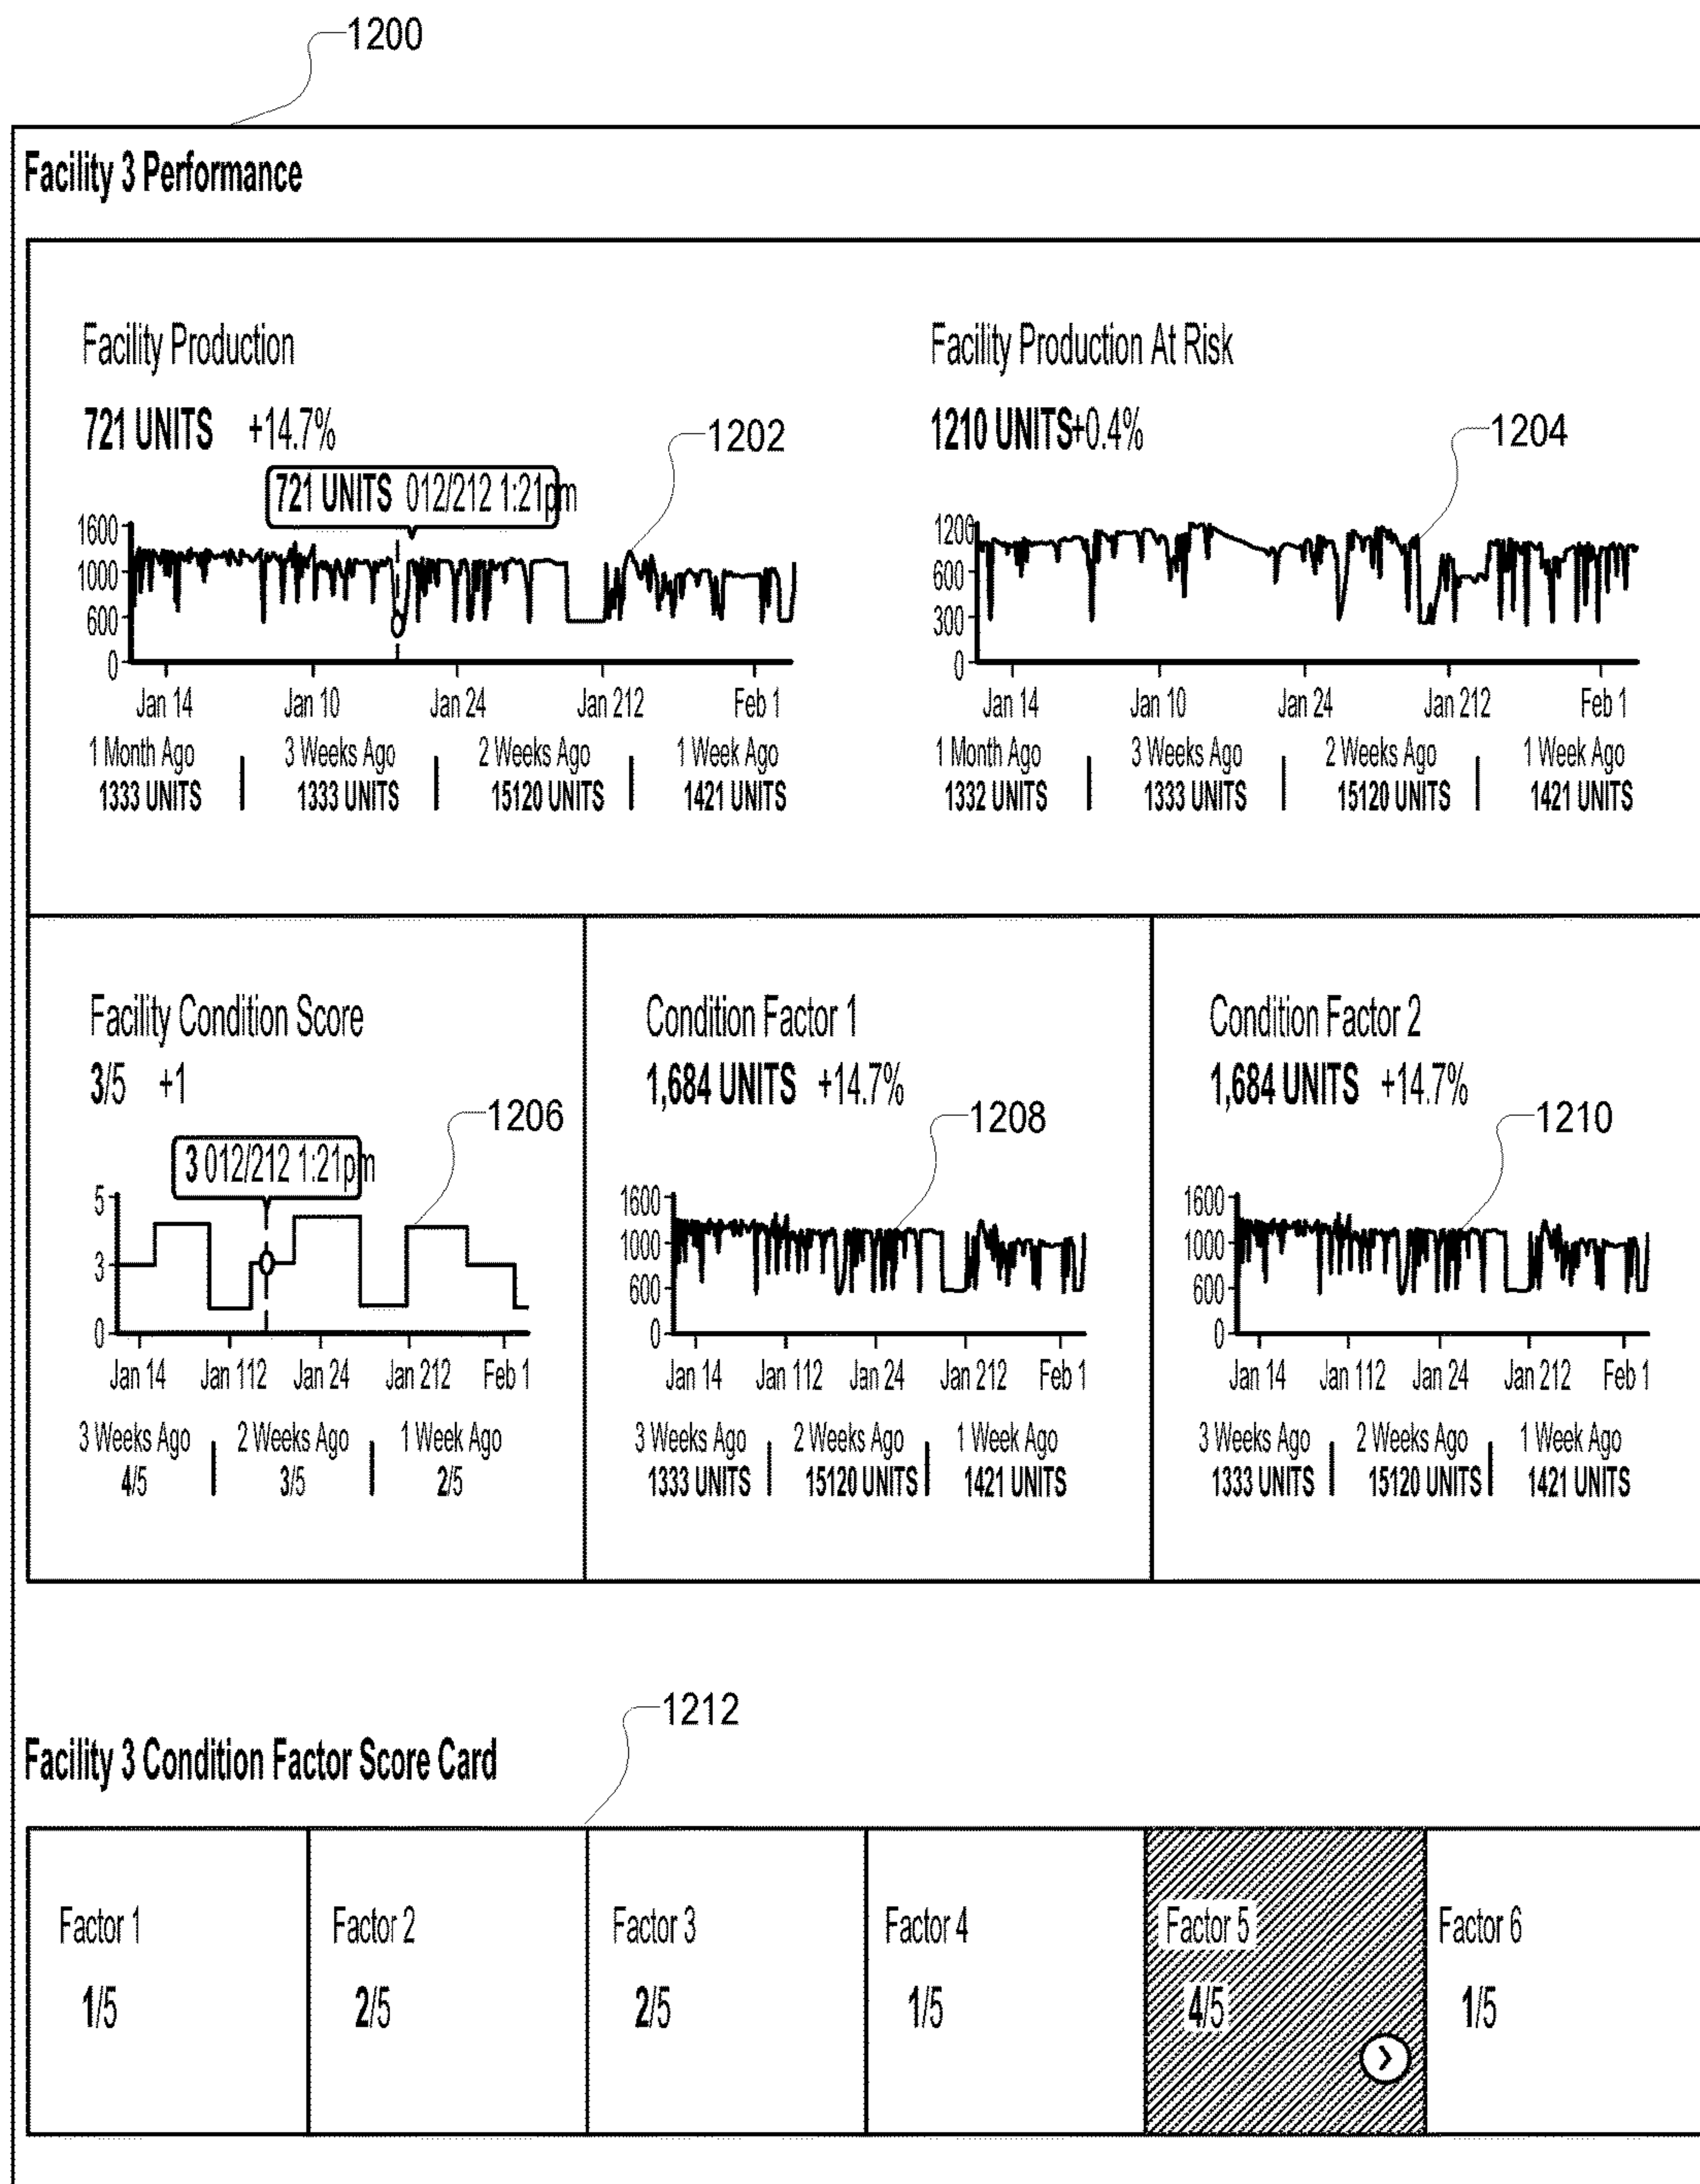 1200
Facility 3 Performance
Facility Production
721 UNITS +14.7%
1202
721 UNITS 012/212 1:21pm
1600
1000
600
0
Jan 14 Jan 10 Jan 24 Jan 212 Feb 1
1 Month Ago 3 Weeks Ago 2 Weeks Ago 1 Week Ago
1333 UNITS 1333 UNITS 15120 UNITS 1421 UNITS
Facility Production At Risk
1210 UNITS+0.4%
1204
1200
600
300
0
Jan 14 Jan 10 Jan 24 Jan 212 Feb 1
1 Month Ago 3 Weeks Ago 2 Weeks Ago 1 Week Ago
1332 UNITS 1333 UNITS 15120 UNITS 1421 UNITS
Facility Condition Score
3/5 +1
1206
3 012/212 1:21pm
5
3
0
Jan 14 Jan 112 Jan 24 Jan 212 Feb 1
3 Weeks Ago 2 Weeks Ago 1 Week Ago
4/5 3/5 2/5
Condition Factor 1
1,684 UNITS +14.7%
1208
1600
1000
600
0
Jan 14 Jan 112 Jan 24 Jan 212 Feb 1
3 Weeks Ago 2 Weeks Ago 1 Week Ago
1333 UNITS 15120 UNITS 1421 UNITS
Condition Factor 2
1,684 UNITS +14.7%
1210
1600
1000
600
0
Jan 14 Jan 112 Jan 24 Jan 212 Feb 1
3 Weeks Ago 2 Weeks Ago 1 Week Ago
1333 UNITS 15120 UNITS 1421 UNITS
1212
Facility 3 Condition Factor Score Card
Factor 1 Factor 2 Factor 3 Factor 4 Factor 5 Factor 6
1/5 2/5 2/5 1/5 4/5 1/5